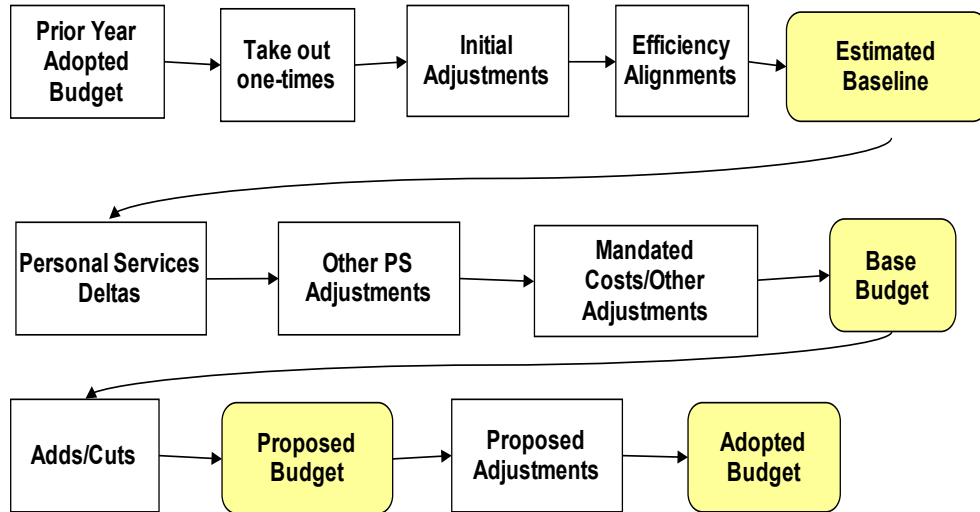 Prior Year
Adopted
Budget
Take out
one-times
Initial
Adjustments
Efficiency
Alignments
Estimated
Baseline
Personal Services
Deltas
Other PS
Adjustments
Mandated
Costs/Other
Adjustments
Base
Budget
Adds/Cuts
Proposed
Budget
Proposed
Adjustments
Adopted
Budget